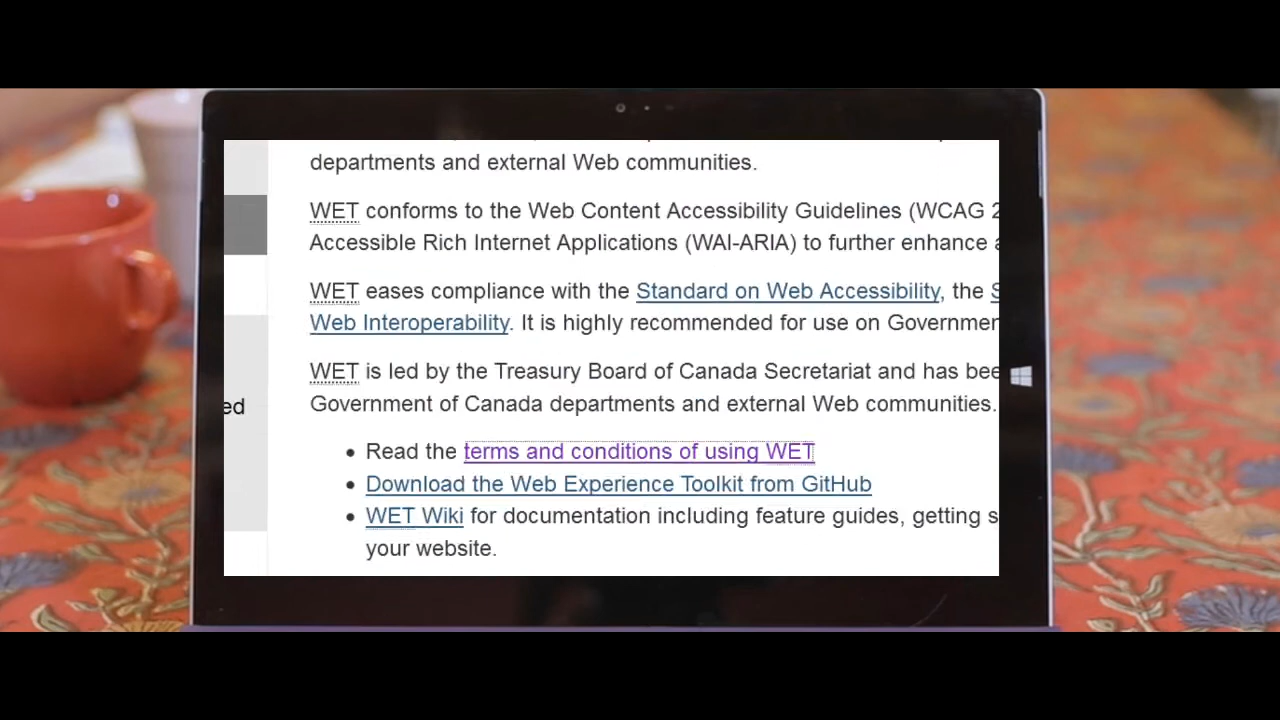 departments and external Web communities.
WET conforms to the Web Content Accessibility Guidelines (WCAG 2
Accessible Rich Internet Applications (WAI-ARIA) to further enhance a
WET eases compliance with the Standard on Web Accessibility, the S
Web Interoperability. It is highly recommended for use on Governmen
WET is led by the Treasury Board of Canada Secretariat and has bee
ed
Government of Canada departments and external Web communities.
• Read the terms and conditions of using WET
• Download the Web Experience Toolkit from GitHub
• WET Wiki for documentation including feature guides, getting s
your website.